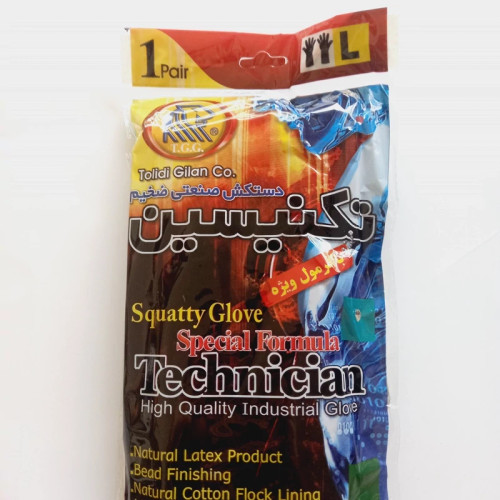 1 Pair L
®
T.G.G.
Tolidi Gilan Co.
دستکش صنعتی ضخیم
تکنیسین
با فرمول ویژه
Squatty Glove
Special Formula
Technician
High Quality Industrial Glove
.Natural Latex Product
.Bead Finishing
.Natural Cotton Flock Lining